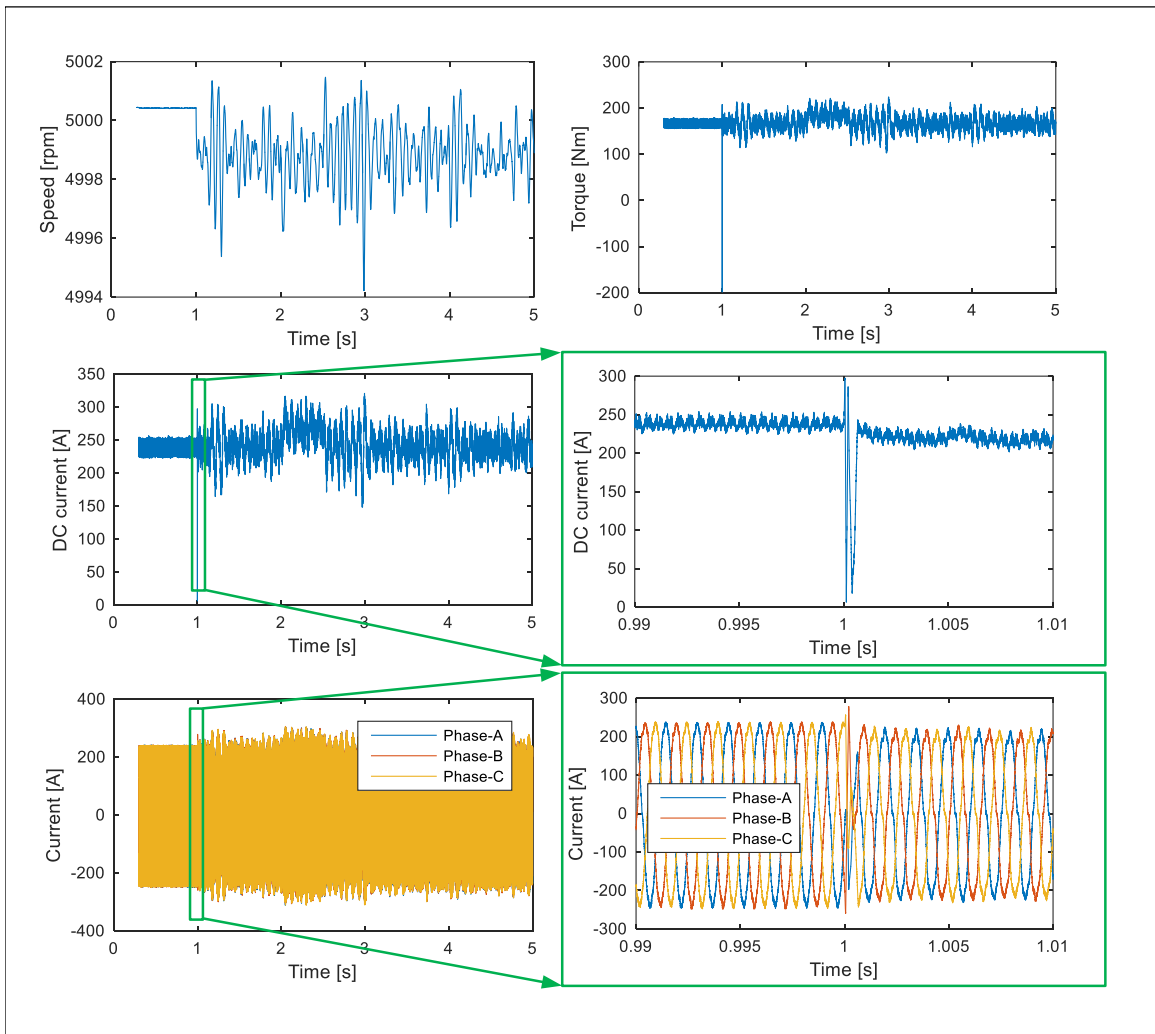 5002
5000
4998
4996
4994
Speed [rpm]
0 1 2 3 4 5
Time [s]
300
200
100
0
-100
-200
Torque [Nm]
0 1 2 3 4 5
Time [s]
350
300
250
200
150
100
50
0
DC current [A]
0 1 2 3 4 5
Time [s]
300
250
200
150
100
50
0
DC current [A]
0.99 0.995 1 1.005 1.01
Time [s]
400
200
0
-200
-400
Current [A]
Phase-A
Phase-B
Phase-C
0 1 2 3 4 5
Time [s]
300
200
100
0
-100
-200
-300
Current [A]
Phase-A
Phase-B
Phase-C
0.99 0.995 1 1.005 1.01
Time [s]